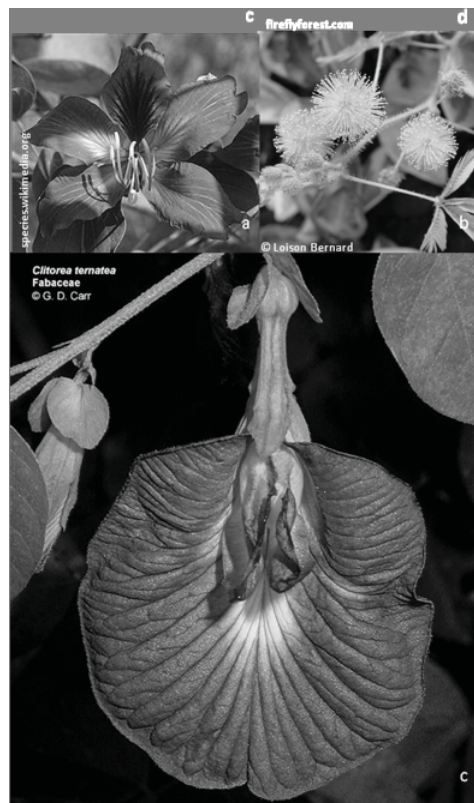 c
fireflyforest.com
d
species.wikimedia.org
a
b
© Loison Bernard
Clitorea ternatea
Fabaceae
© G. D. Carr
c